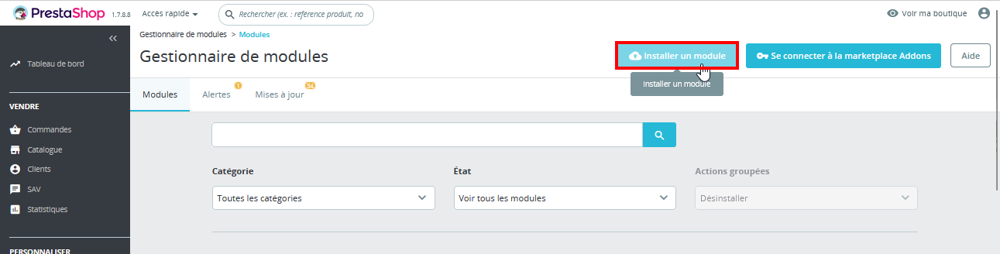 PrestaShop 1.7.8.8 Accès rapide Rechercher (ex. : référence produit, no Voir ma boutique
Gestionnaire de modules > Modules
Gestionnaire de modules
Installer un module Se connecter à la marketplace Addons Aide
Installer un module
Modules Alertes 1 Mises à jour 34
Tableau de bord
VENDRE
Commandes
Catalogue
Clients
SAV
Statistiques
PERSONNALISER
Catégorie État Actions groupées
Toutes les catégories Voir tous les modules Désinstaller